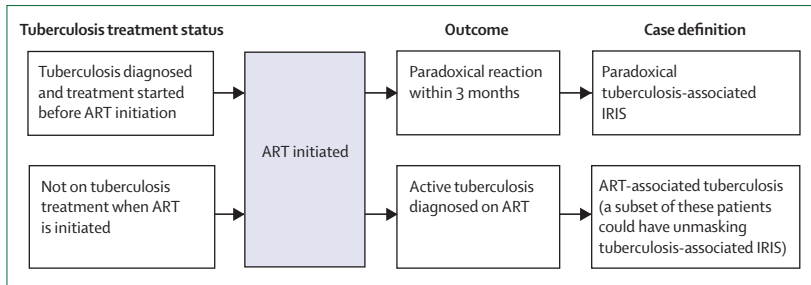 Tuberculosis treatment status
Outcome
Case definition
Tuberculosis diagnosed
and treatment started
before ART initiation
ART initiated
Paradoxical reaction
within 3 months
Paradoxical
tuberculosis-associated
IRIS
Not on tuberculosis
treatment when ART
is initiated
Active tuberculosis
diagnosed on ART
ART-associated tuberculosis
(a subset of these patients
could have unmasking
tuberculosis-associated IRIS)